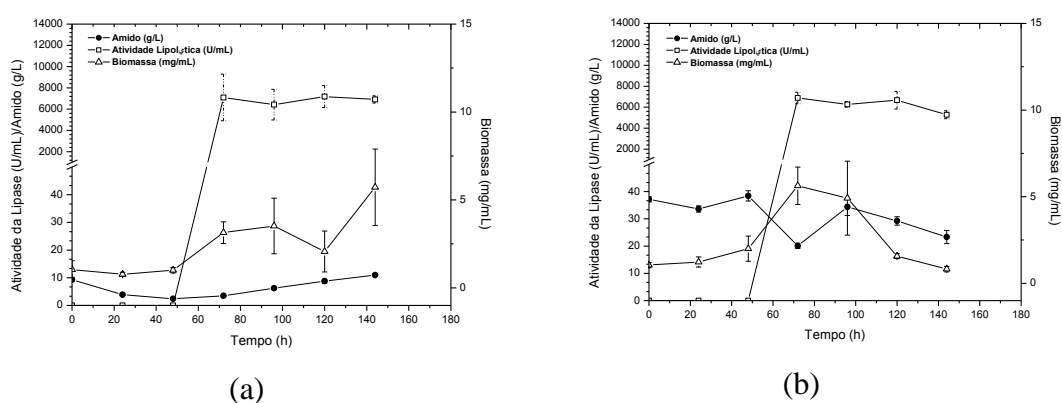 14000
12000
10000
8000
6000
4000
2000
40
30
20
10
0
0 20 40 60 80 100 120 140 160 180
15
10
5
0
Atividade da Lipase (U/mL)/Amido (g/L)
Biomassa (mg/mL)
Tempo (h)
Amido (g/L)
Atividade Lipolítica (U/mL)
Biomassa (mg/mL)
(a)
14000
12000
10000
8000
6000
4000
2000
40
30
20
10
0
0 20 40 60 80 100 120 140 160 180
15
10
5
0
Atividade da Lipase (U/mL)/Amido (g/L)
Biomassa (mg/mL)
Tempo (h)
Amido (g/L)
Atividade Lipolítica (U/mL)
Biomassa (mg/mL)
(b)